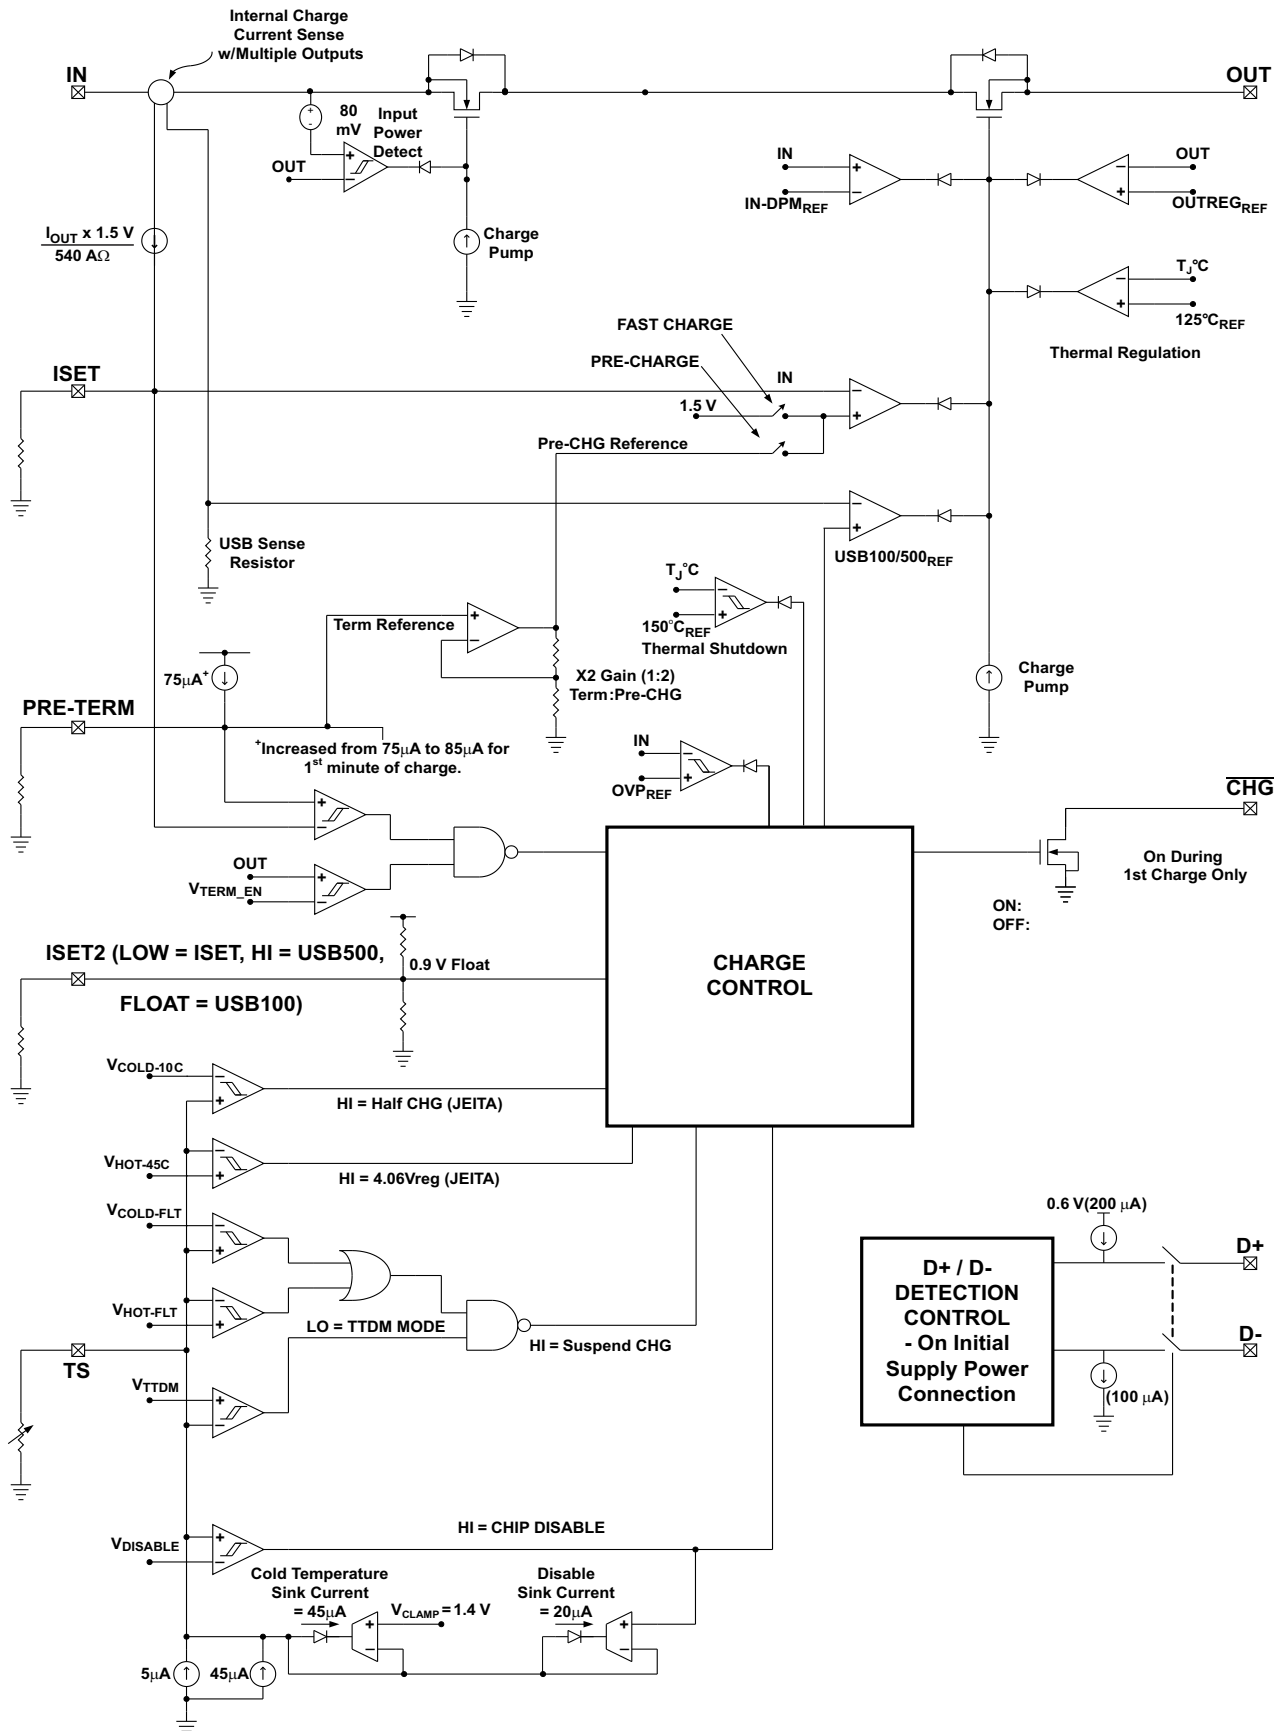 Internal Charge
Current Sense
w/Multiple Outputs
IN
OUT
+
-
80
mV
Input
Power
Detect
OUT
+
−
IN
IN-DPMREF
+
−
OUT
OUTREGREF
−
+
IOUT x 1.5 V
540 AΩ
Charge
Pump
TJ°C
125°CREF
−
+
Thermal Regulation
FAST CHARGE
PRE-CHARGE
ISET
IN
1.5 V
−
+
Pre-CHG Reference
USB Sense
Resistor
−
+
USB100/500REF
TJ°C
150°CREF
−
+
Thermal Shutdown
Term Reference
+
−
X2 Gain (1:2)
Term:Pre-CHG
75μA+
Charge
Pump
PRE-TERM
+Increased from 75μA to 85μA for
1st minute of charge.
IN
OVPREF
−
+
CHG
+
−
OUT
VTERM_EN
+
−
On During
1st Charge Only
ON:
OFF:
ISET2 (LOW = ISET, HI = USB500,
FLOAT = USB100)
0.9 V Float
CHARGE
CONTROL
VCOLD-10C
−
+
HI = Half CHG (JEITA)
VHOT-45C
−
+
HI = 4.06Vreg (JEITA)
VCOLD-FLT
−
+
VHOT-FLT
−
+
LO = TTDM MODE
HI = Suspend CHG
TS
VTTDM
+
−
0.6 V(200 μA)
D+
D-
(100 μA)
D+ / D-
DETECTION
CONTROL
- On Initial
Supply Power
Connection
HI = CHIP DISABLE
VDISABLE
+
−
Cold Temperature
Sink Current
= 45μA
VCLAMP = 1.4 V
+
−
Disable
Sink Current
= 20μA
+
−
5μA
45μA